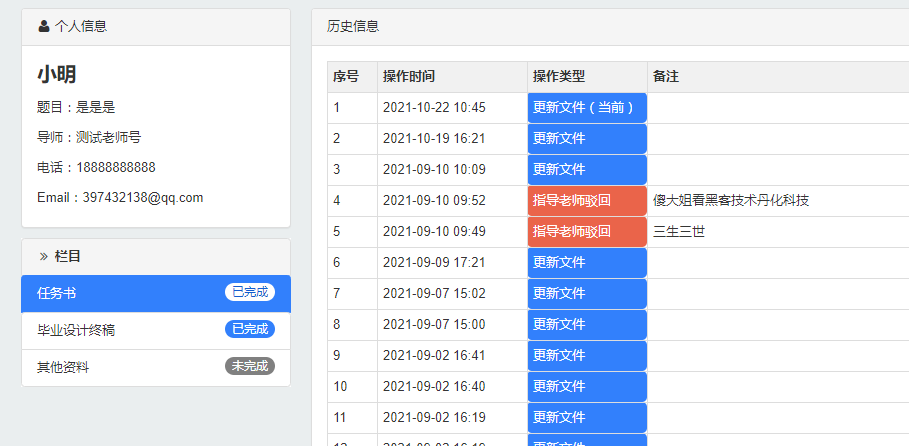 个人信息
小明
题目：是是是
导师：测试老师号
电话：18888888888
Email：397432138@qq.com
» 栏目
任务书 已完成
毕业设计终稿 已完成
其他资料 未完成
历史信息
序号 操作时间 操作类型 备注
1 2021-10-22 10:45 更新文件（当前）
2 2021-10-19 16:21 更新文件
3 2021-09-10 10:09 更新文件
4 2021-09-10 09:52 指导老师驳回 傻大姐看黑客技术丹化科技
5 2021-09-10 09:49 指导老师驳回 三生三世
6 2021-09-09 17:21 更新文件
7 2021-09-07 15:02 更新文件
8 2021-09-07 15:00 更新文件
9 2021-09-02 16:41 更新文件
10 2021-09-02 16:40 更新文件
11 2021-09-02 16:19 更新文件